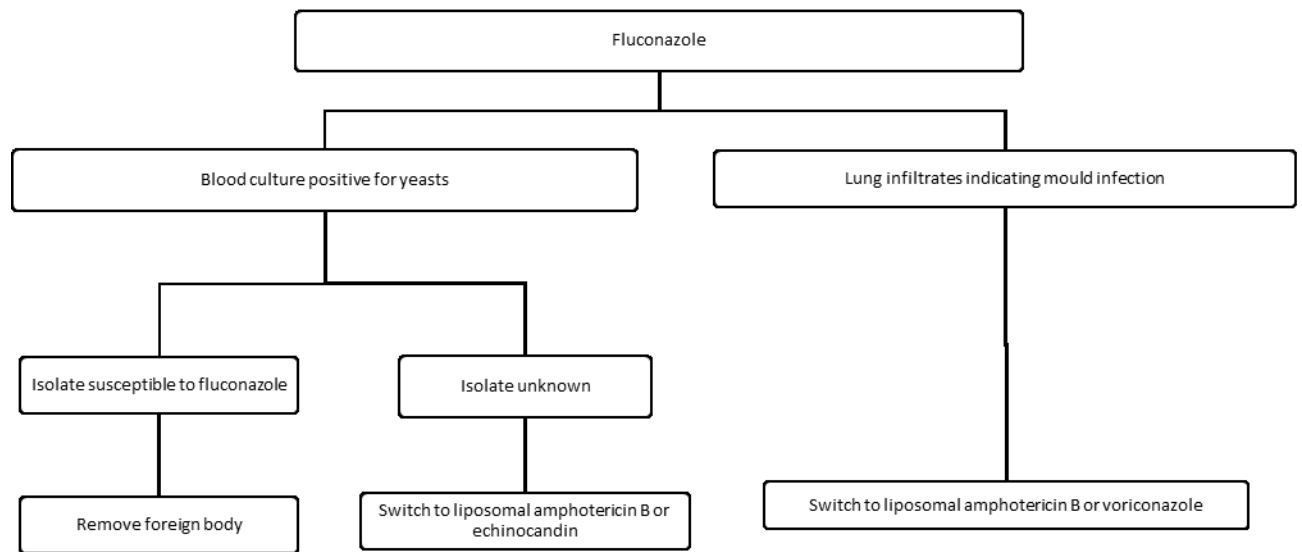 Fluconazole
Blood culture positive for yeasts
Lung infiltrates indicating mould infection
Isolate susceptible to fluconazole
Isolate unknown
Remove foreign body
Switch to liposomal amphotericin B or
echinocandin
Switch to liposomal amphotericin B or voriconazole